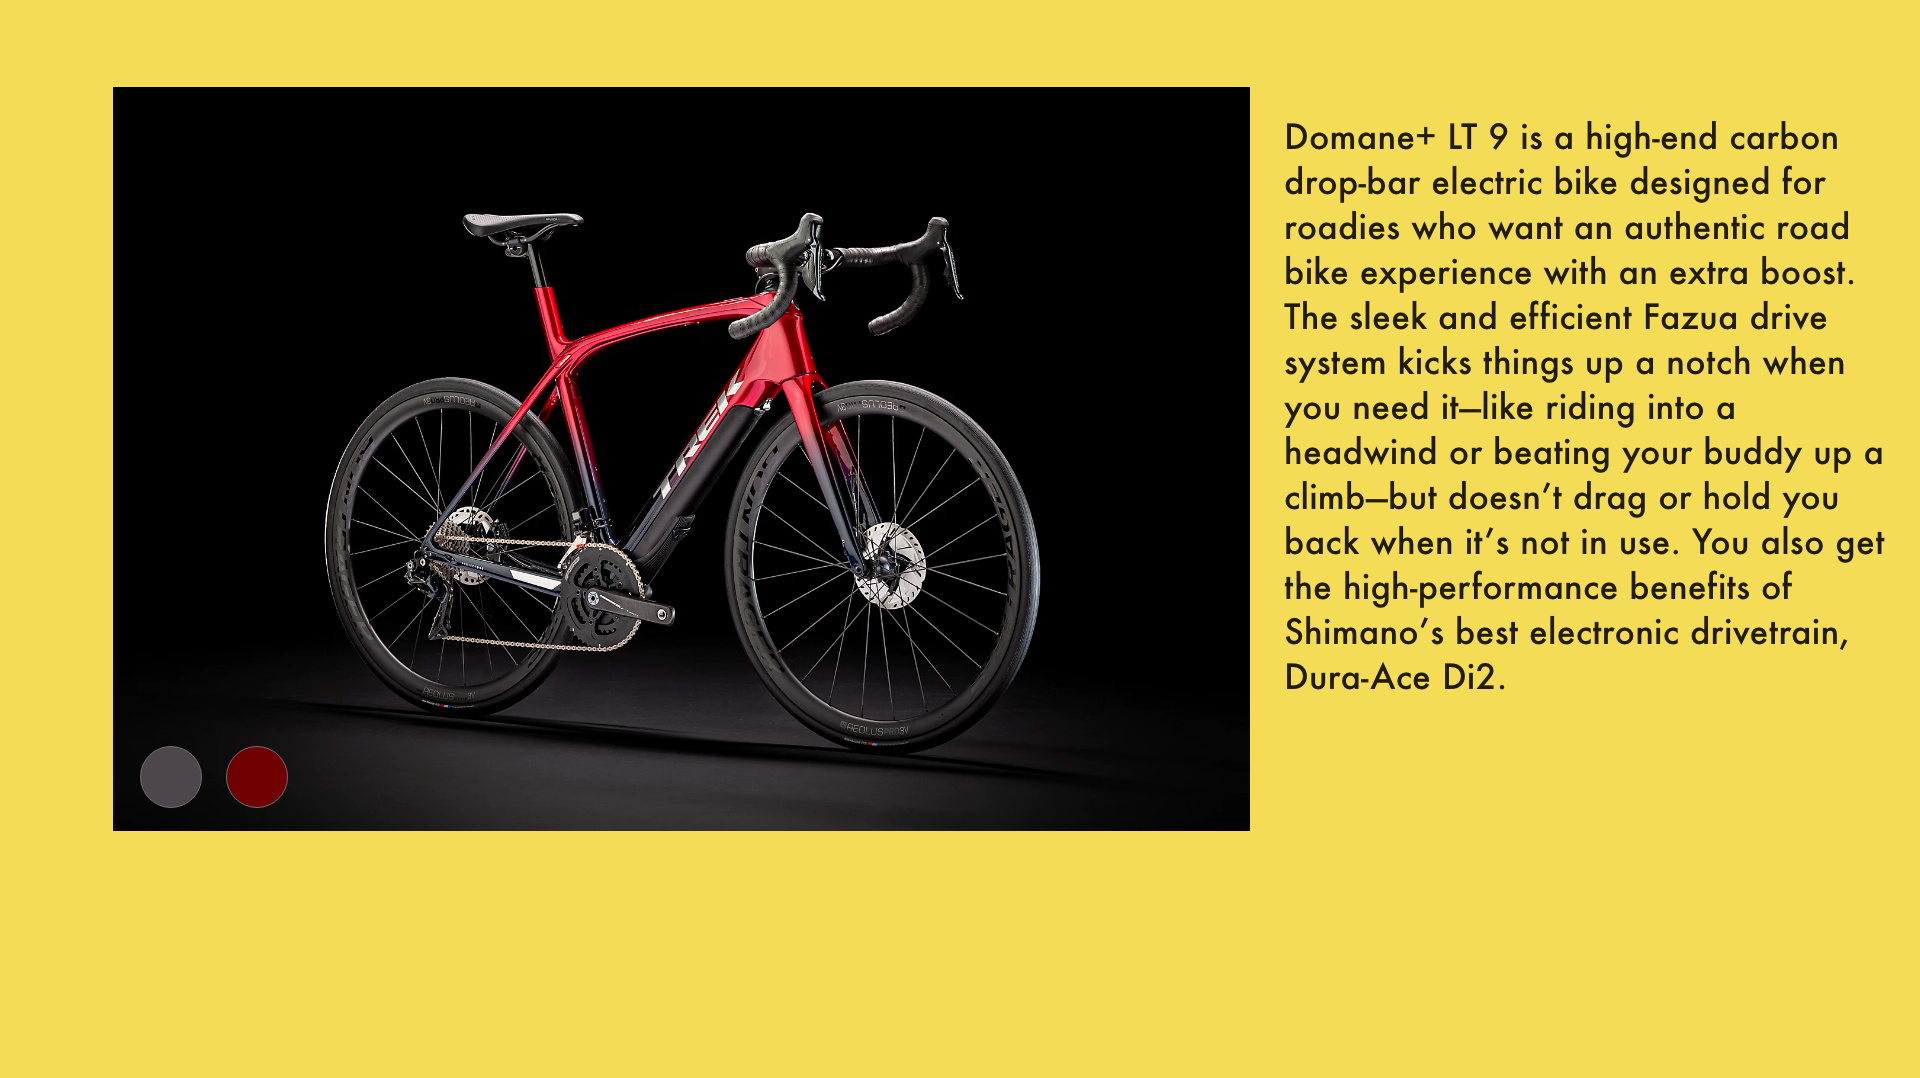 Domane+ LT 9 is a high-end carbon
drop-bar electric bike designed for
roadies who want an authentic road
bike experience with an extra boost.
The sleek and efficient Fazua drive
system kicks things up a notch when
you need it—like riding into a
headwind or beating your buddy up a
climb—but doesn’t drag or hold you
back when it’s not in use. You also get
the high-performance benefits of
Shimano’s best electronic drivetrain,
Dura-Ace Di2.
TREK
AEOLUS
AEOLUS
AEOLUS
AEOLUS